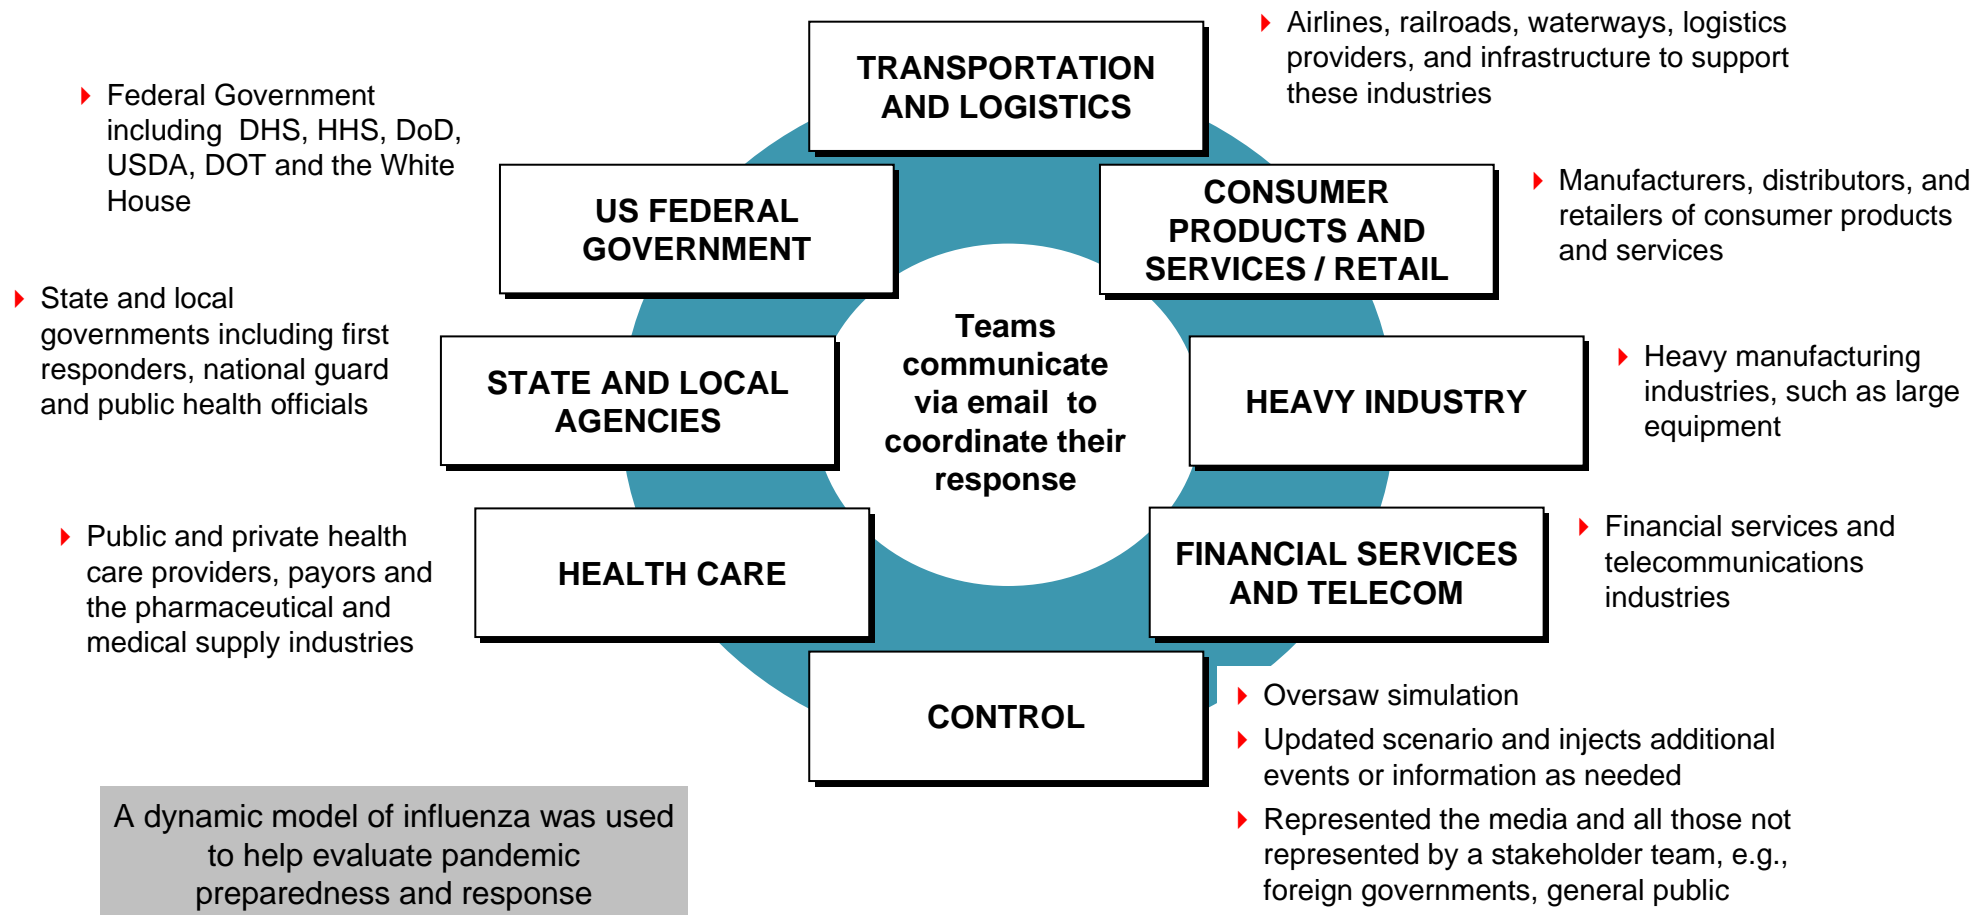 TRANSPORTATION
AND LOGISTICS
Airlines, railroads, waterways, logistics
providers, and infrastructure to support
these industries
Federal Government
including  DHS, HHS, DoD,
USDA, DOT and the White
House
US FEDERAL
GOVERNMENT
CONSUMER
PRODUCTS AND
SERVICES / RETAIL
Manufacturers, distributors, and
retailers of consumer products
and services
State and local
governments including first
responders, national guard
and public health officials
STATE AND LOCAL
AGENCIES
Teams
communicate
via email  to
coordinate their
response
HEAVY INDUSTRY
Heavy manufacturing
industries, such as large
equipment
Public and private health
care providers, payors and
the pharmaceutical and
medical supply industries
HEALTH CARE
FINANCIAL SERVICES
AND TELECOM
Financial services and
telecommunications
industries
CONTROL
Oversaw simulation
Updated scenario and injects additional
events or information as needed
Represented the media and all those not
represented by a stakeholder team, e.g.,
foreign governments, general public
A dynamic model of influenza was used
to help evaluate pandemic
preparedness and response